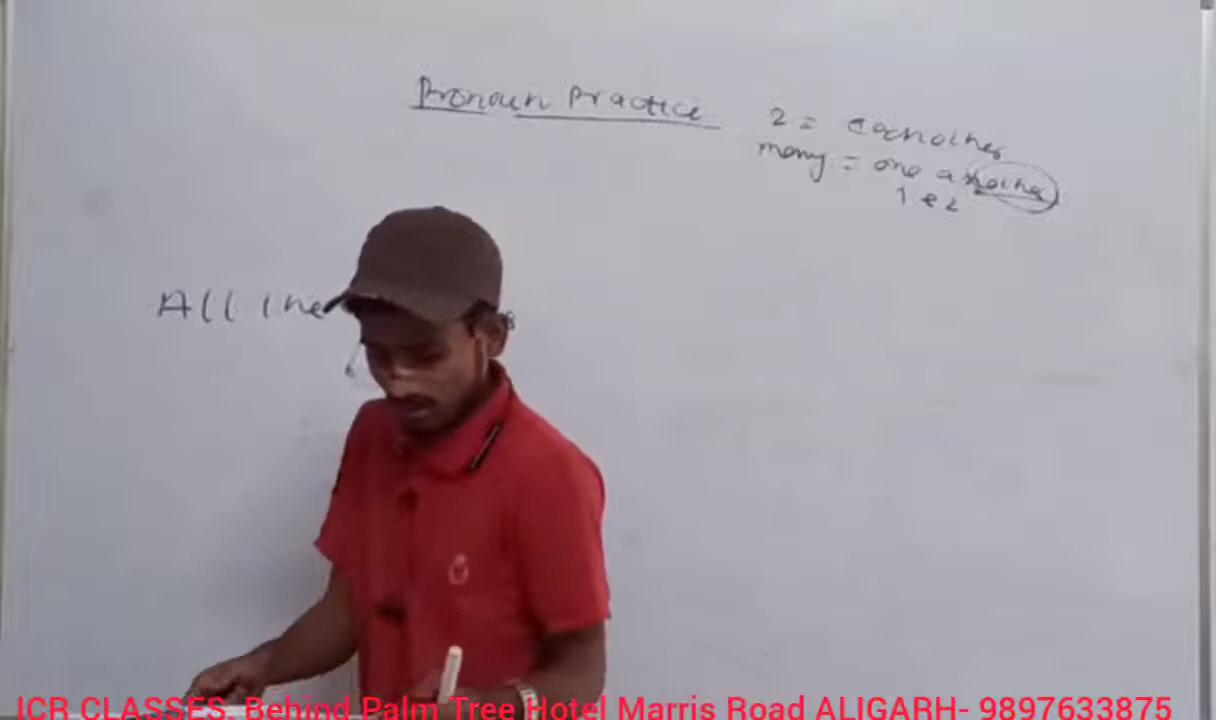 Pronoun Practice
2 = eachother
many = one another
1 2
All the
ICR CLASSES, Behind Palm Tree Hotel Marris Road ALIGARH- 9897633875